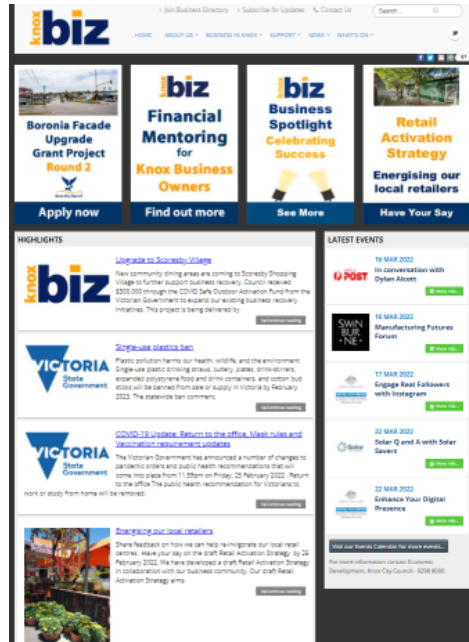 Join Business Directory
Subscribe for Updates
Contact Us
Search...
knox biz
HOME
ABOUT US
BUSINESS IN KNOX
SUPPORT
NEWS
WHAT'S ON
Boronia Facade
Upgrade
Grant Project
Round 2
Apply now
knox biz
Financial
Mentoring
for
Knox Business
Owners
Find out more
knox biz
Business
Spotlight
Celebrating
Success
See More
Retail
Activation
Strategy
Energising our
local retailers
Have Your Say
HIGHLIGHTS
knox biz
Upgrade to Scoresby Village
New community dining areas are coming to Scoresby Shopping
Village to further support business recovery. Council received
$500,000 through the COVID Safe Outdoor Activation Fund from the
Victorian Government to expand our existing business recovery
initiatives. This project is being delivered by
Continue reading
VICTORIA
State
Government
Single-use plastics ban
Plastic pollution harms our health, wildlife, and the environment.
Single-use plastic drinking straws, cutlery, plates, drink-stirrers,
expanded polystyrene food and drink containers, and cotton bud
sticks will be banned from sale or supply in Victoria by February
2023. The statewide ban comment
Continue reading
VICTORIA
State
Government
COVID-19 Update: Return to the office, Mask rules and
Vaccination requirement updates
The Victorian Government has announced a number of changes to
pandemic orders and public health recommendations that will
come into place from 11:59pm on Friday, 25 February 2022. Return
to the office The public health recommendation for Victorians to
work or study from home will be removed.
Continue reading
Energising our local retailers
Share feedback on how we can help re-invigorate our local retail
centres. Have your say on the draft Retail Activation Strategy by 25
February 2022. We have developed a draft Retail Activation Strategy
in collaboration with our business community. Our draft Retail
Activation Strategy aims
Continue reading
LATEST EVENTS
POST
16 MAR 2022
In conversation with
Dylan Alcott
More Info...
SWIN
BUR
NE
16 MAR 2022
Manufacturing Futures
Forum
More Info...
17 MAR 2022
Engage Real Followers
with Instagram
More Info...
22 MAR 2022
Solar Q and A with Solar
Savers
More Info...
22 MAR 2022
Enhance Your Digital
Presence
More Info...
Visit our Events Calendar for more events...
For more information contact Economic
Development, Knox City Council - 9298 8000